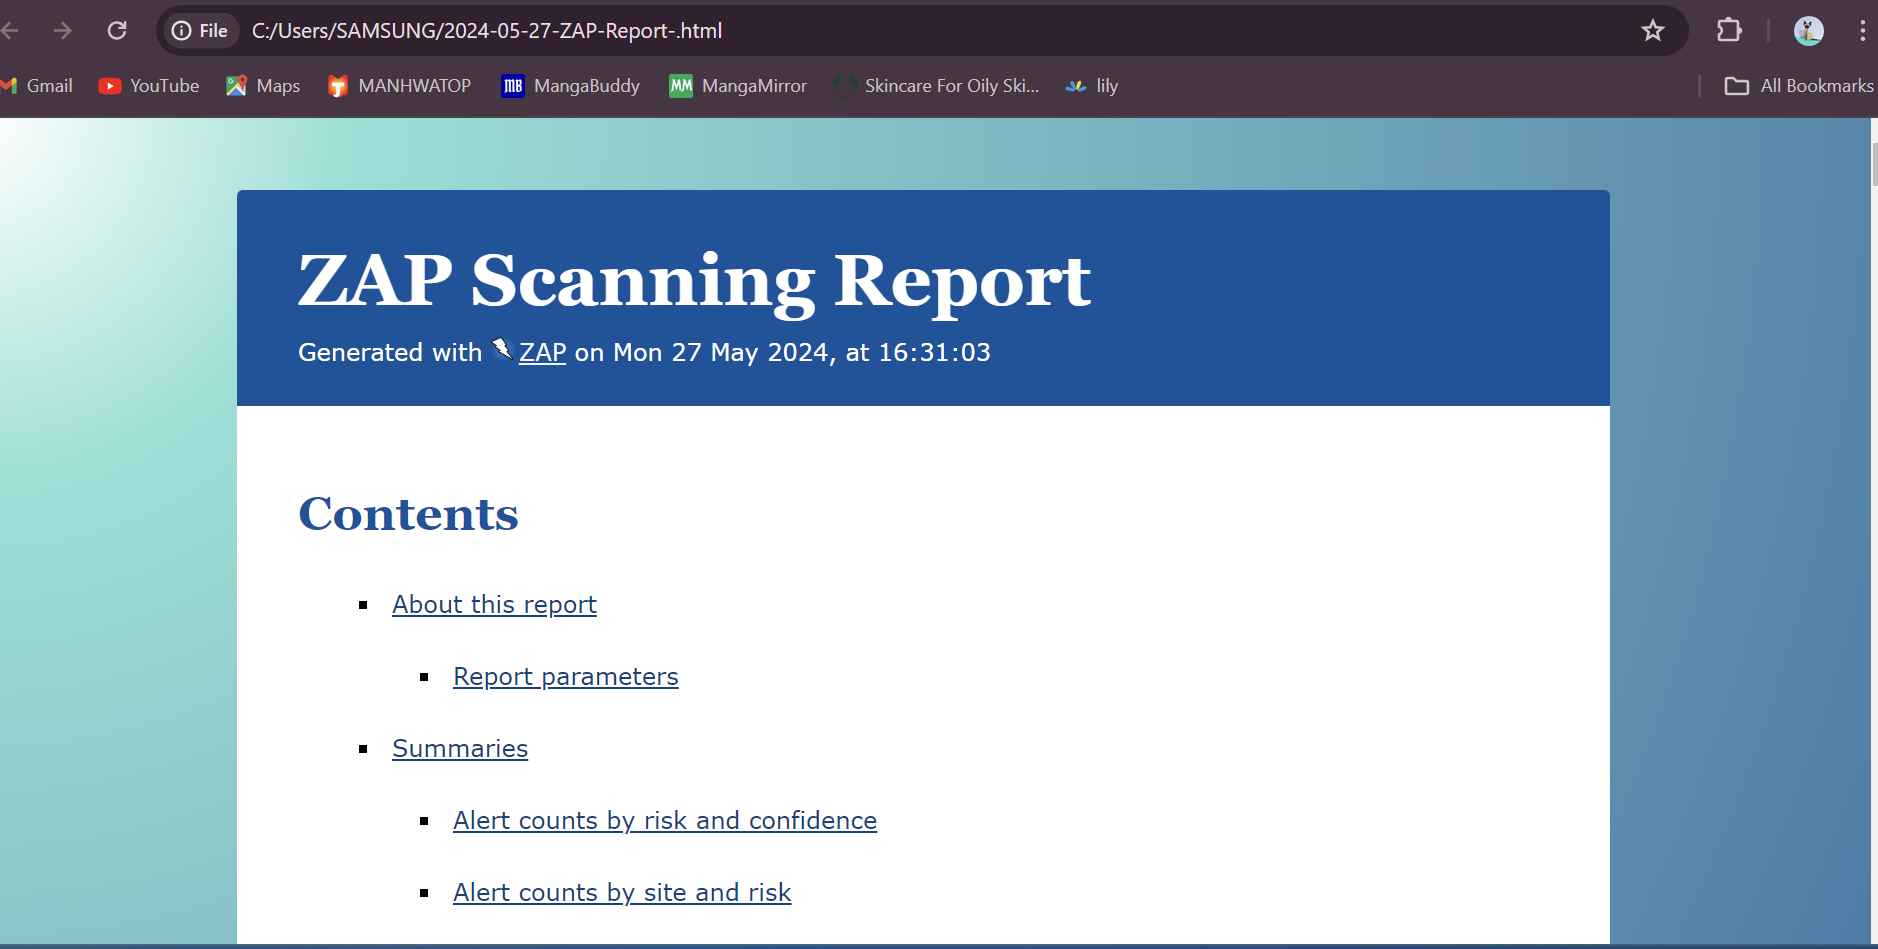 File C:/Users/SAMSUNG/2024-05-27-ZAP-Report-.html
Gmail YouTube Maps MANHWATOP MB MangaBuddy MM MangaMirror Skincare For Oily Ski... lily All Bookmarks
ZAP Scanning Report
Generated with ZAP on Mon 27 May 2024, at 16:31:03
Contents
About this report
Report parameters
Summaries
Alert counts by risk and confidence
Alert counts by site and risk